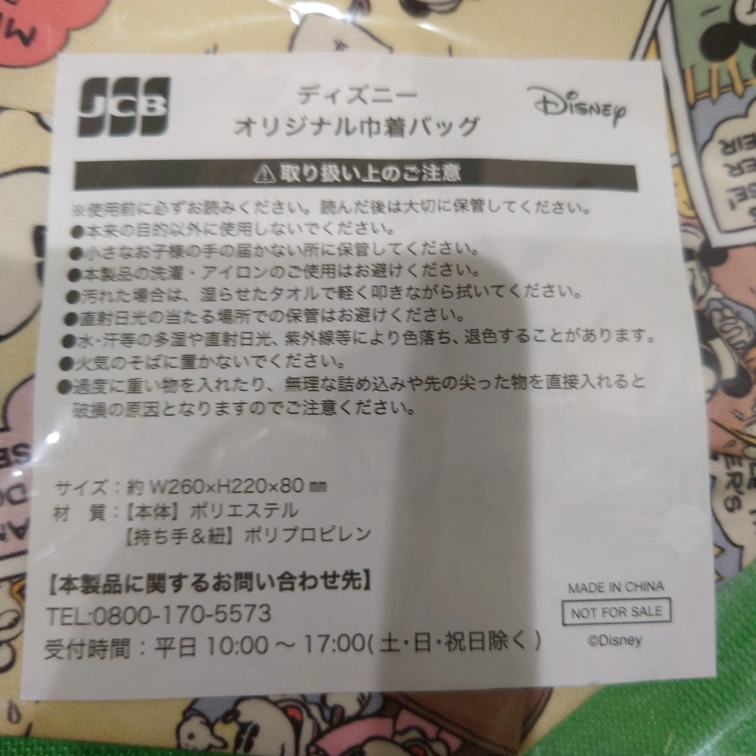 JCB
ディズニー
オリジナル巾着バッグ
Disney
⚠取り扱い上のご注意
※使用前に必ずお読みください。読んだ後は大切に保管してください。
●本来の目的以外に使用しないでください。
●小さなお子様の手の届かない所に保管してください。
●本製品の洗濯・アイロンのご使用はお避けください。
●汚れた場合は、湿らせたタオルで軽く叩きながら拭いてください。
●直射日光の当たる場所での保管はお避けください。
●水・汗等の多湿や直射日光、紫外線等により色落ち、退色することがあります。
●火気のそばに置かないでください。
●過度に重い物を入れたり、無理な詰め込みや先の尖った物を直接入れると
破損の原因となりますのでご注意ください。
サイズ：約 W260×H220×80 ㎜
材　質：【本体】ポリエステル
【持ち手＆紐】ポリプロピレン
【本製品に関するお問い合わせ先】
TEL:0800-170-5573
受付時間：平日 10:00 ～ 17:00( 土・日・祝日除く )
MADE IN CHINA
NOT FOR SALE
©Disney